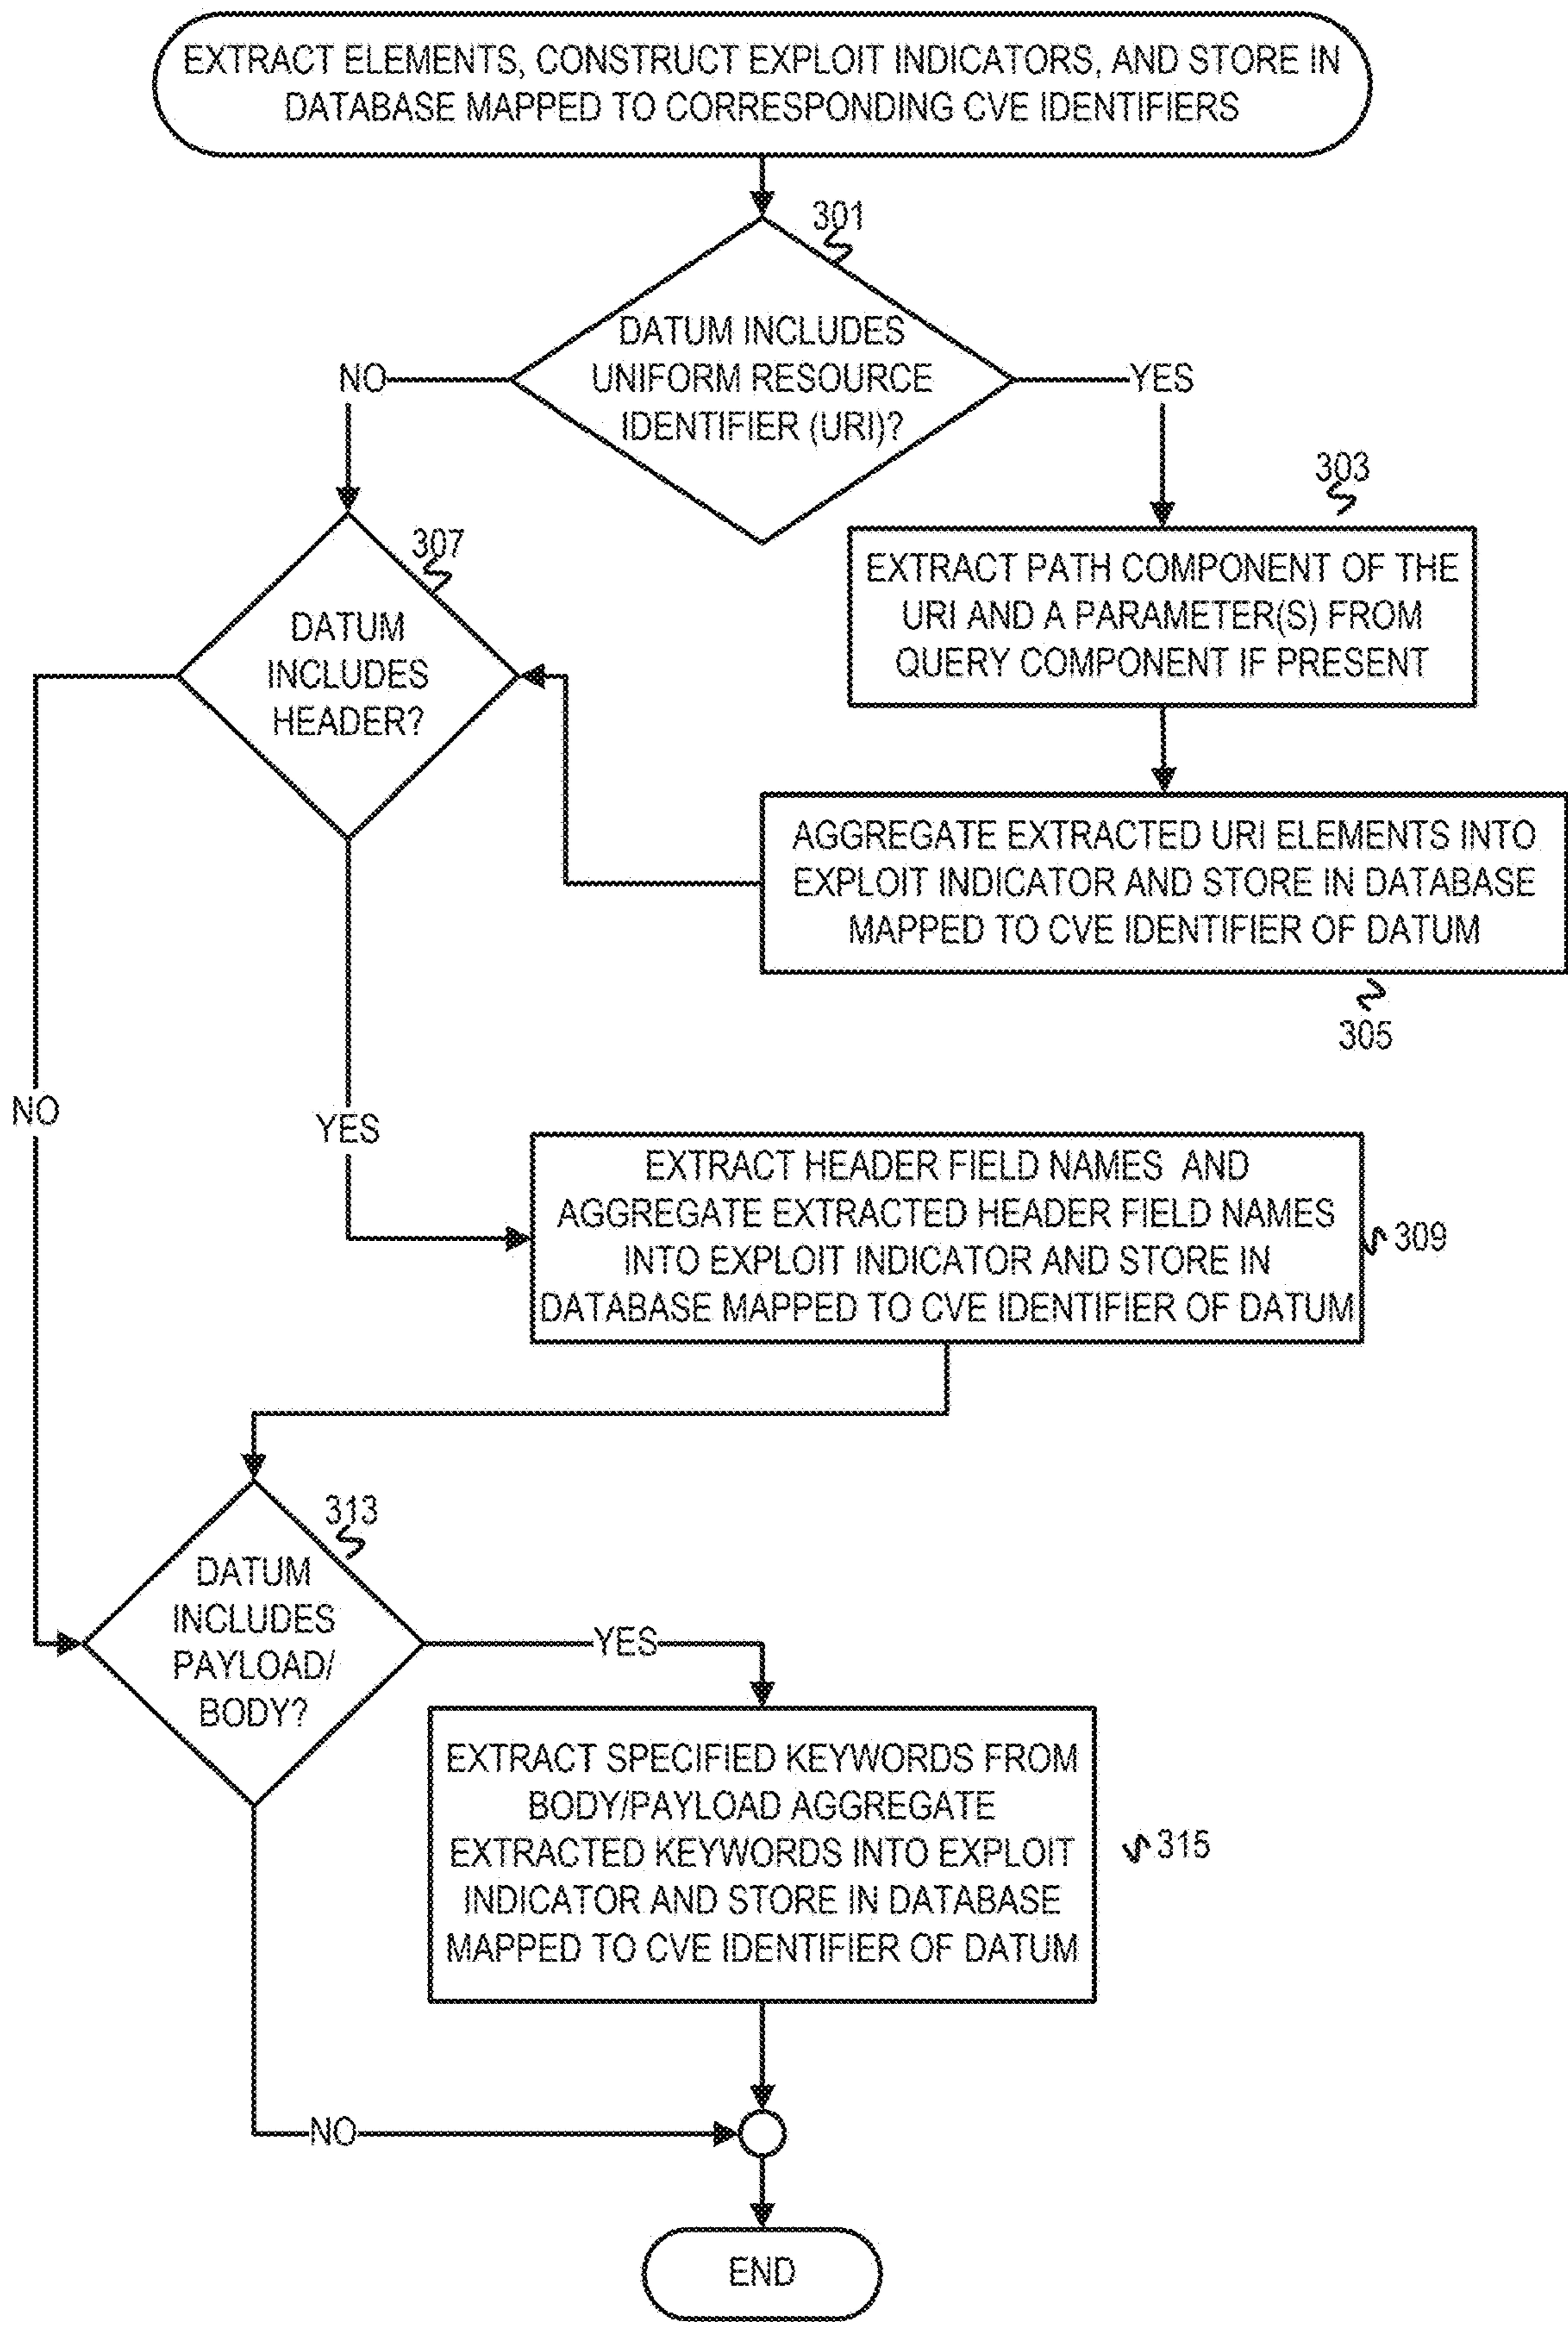 EXTRACT ELEMENTS, CONSTRUCT EXPLOIT INDICATORS, AND STORE IN
DATABASE MAPPED TO CORRESPONDING CVE IDENTIFIERS
301
DATUM INCLUDES
UNIFORM RESOURCE
IDENTIFIER (URI)?
NO
YES
303
EXTRACT PATH COMPONENT OF THE
URI AND A PARAMETER(S) FROM
QUERY COMPONENT IF PRESENT
307
DATUM
INCLUDES
HEADER?
AGGREGATE EXTRACTED URI ELEMENTS INTO
EXPLOIT INDICATOR AND STORE IN DATABASE
MAPPED TO CVE IDENTIFIER OF DATUM
305
NO
YES
EXTRACT HEADER FIELD NAMES AND
AGGREGATE EXTRACTED HEADER FIELD NAMES
INTO EXPLOIT INDICATOR AND STORE IN
DATABASE MAPPED TO CVE IDENTIFIER OF DATUM
309
313
DATUM
INCLUDES
PAYLOAD/
BODY?
YES
EXTRACT SPECIFIED KEYWORDS FROM
BODY/PAYLOAD AGGREGATE
EXTRACTED KEYWORDS INTO EXPLOIT
INDICATOR AND STORE IN DATABASE
MAPPED TO CVE IDENTIFIER OF DATUM
315
NO
END